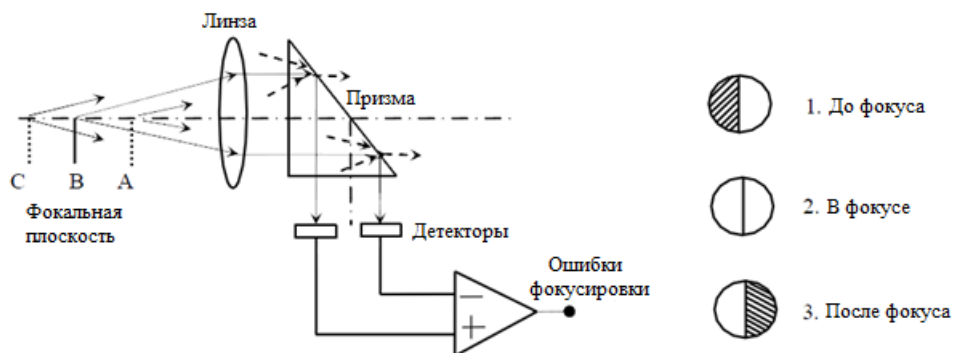 Линза
Призма
C
B
A
Фокальная
плоскость
Детекторы
Ошибки
фокусировки
−
+
1. До фокуса
2. В фокусе
3. После фокуса